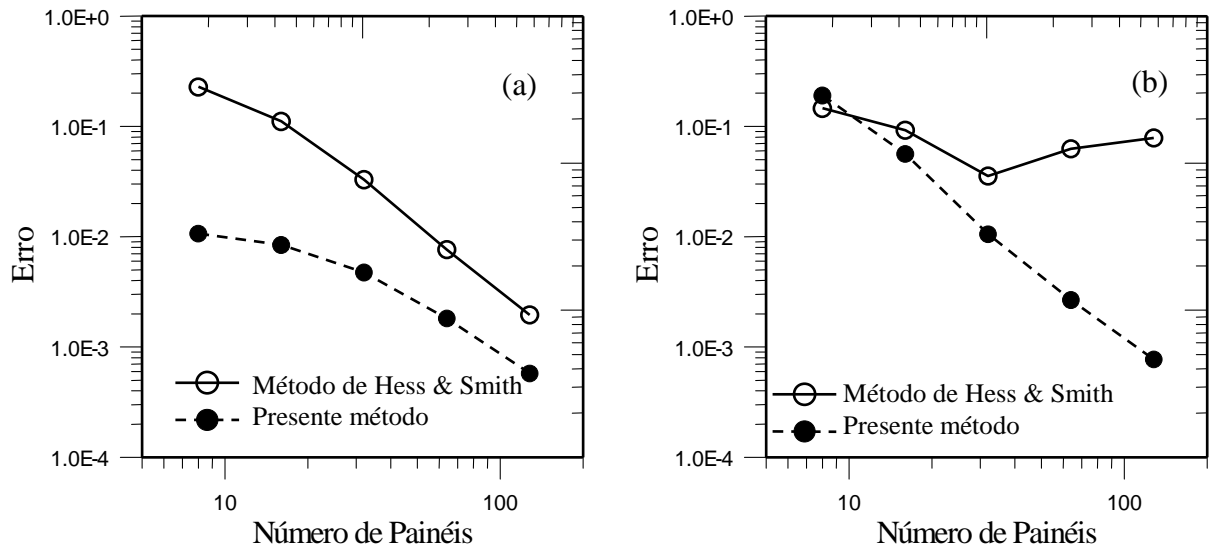 1.0E+0
(a)
1.0E-1
1.0E-2
Erro
1.0E-3
Método de Hess & Smith
Presente método
1.0E-4
10
100
Número de Painéis
1.0E+0
(b)
1.0E-1
1.0E-2
Erro
1.0E-3
Método de Hess & Smith
Presente método
1.0E-4
10
100
Número de Painéis